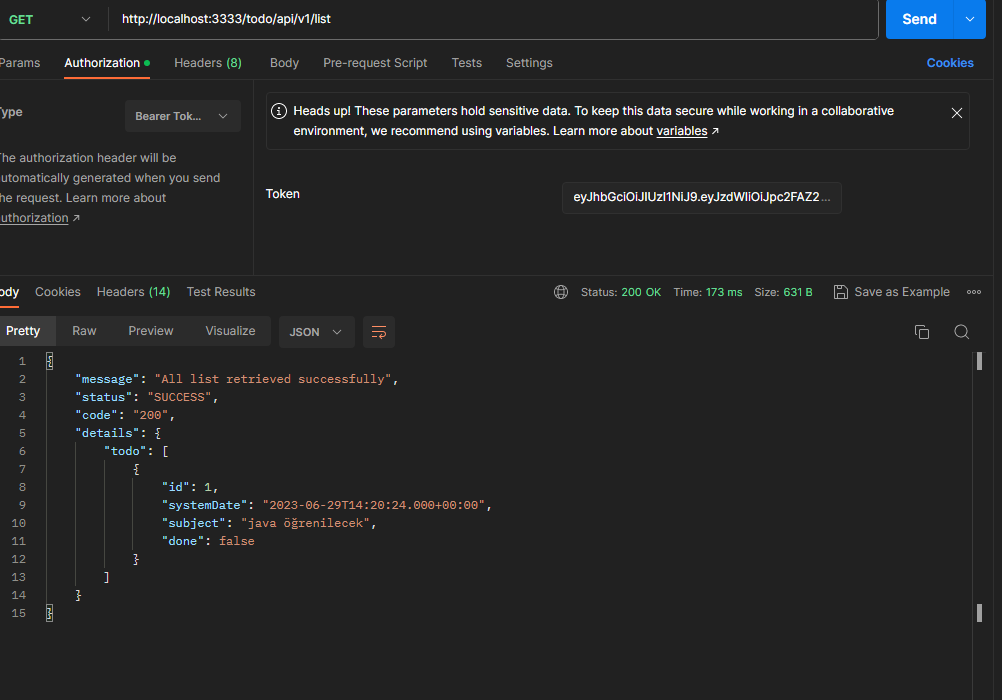 GET http://localhost:3333/todo/api/v1/list Send
Params Authorization Headers (8) Body Pre-request Script Tests Settings Cookies
ype Bearer Tok...
he authorization header will be
utomatically generated when you send
he request. Learn more about
uthorization ↗
Heads up! These parameters hold sensitive data. To keep this data secure while working in a collaborative
environment, we recommend using variables. Learn more about variables ↗
Token eyJhbGciOiJIUzI1NiJ9.eyJzdWIiOiJpc2FAZ2...
ody Cookies Headers (14) Test Results Status: 200 OK Time: 173 ms Size: 631 B Save as Example
Pretty Raw Preview Visualize JSON
1 {
2 "message": "All list retrieved successfully",
3 "status": "SUCCESS",
4 "code": "200",
5 "details": {
6 "todo": [
7 {
8 "id": 1,
9 "systemDate": "2023-06-29T14:20:24.000+00:00",
10 "subject": "java öğrenilecek",
11 "done": false
12 }
13 ]
14 }
15 }